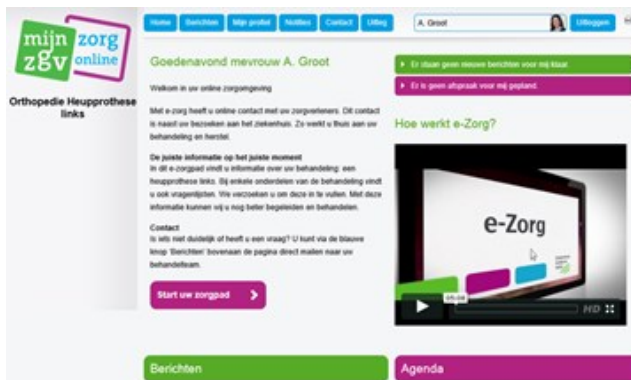 mijn zorg
zgv online
Orthopedie Heupprothese
links
Home Berichten Mijn profiel Notities Contact Uitleg
A. Groot
Uitloggen
Goedenavond mevrouw A. Groot
Welkom in uw online zorgomgeving
Met e-zorg heeft u online contact met uw zorgverleners. Dit contact
is naast uw bezoeken aan het ziekenhuis. Zo werkt u thuis aan uw
behandeling en herstel.
De juiste informatie op het juiste moment
In dit e-zorgpad vindt u informatie over uw behandeling: een
heupprothese links. Bij enkele onderdelen van de behandeling vindt
u ook vragenlijsten. We verzoeken u om deze in te vullen. Met deze
informatie kunnen wij u nog beter begeleiden en behandelen.
Contact
Is iets niet duidelijk of heeft u een vraag? U kunt via de blauwe
knop 'Berichten' bovenaan de pagina direct mailen naar uw
behandelteam.
Start uw zorgpad
Er staan geen nieuwe berichten voor mij klaar.
Er is geen afspraak voor mij gepland.
Hoe werkt e-Zorg?
e-Zorg
05:08
HD
Berichten
Agenda